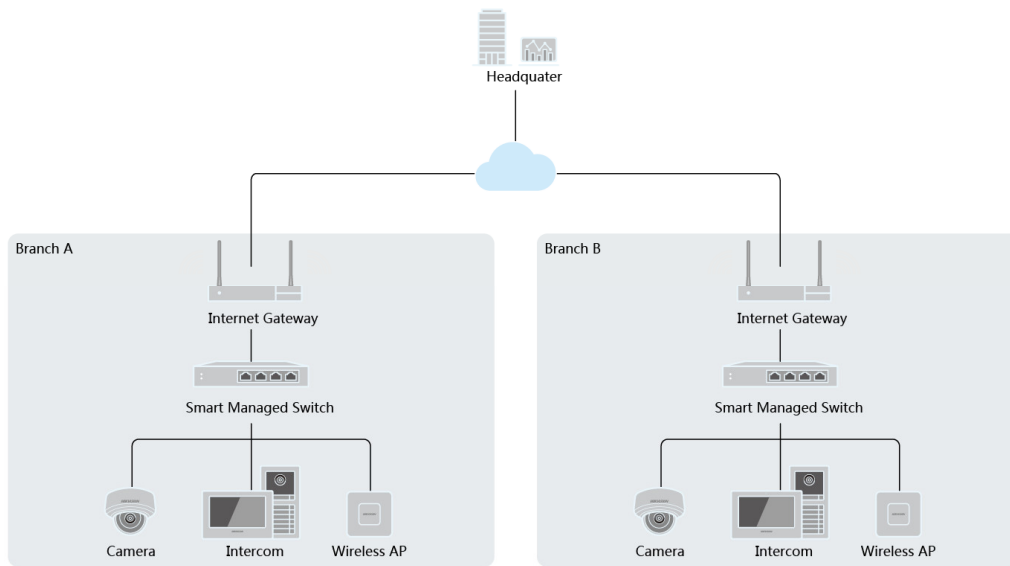 Headquater
Branch A
Branch B
Internet Gateway
Internet Gateway
Smart Managed Switch
Smart Managed Switch
Camera
Intercom
Wireless AP
Camera
Intercom
Wireless AP